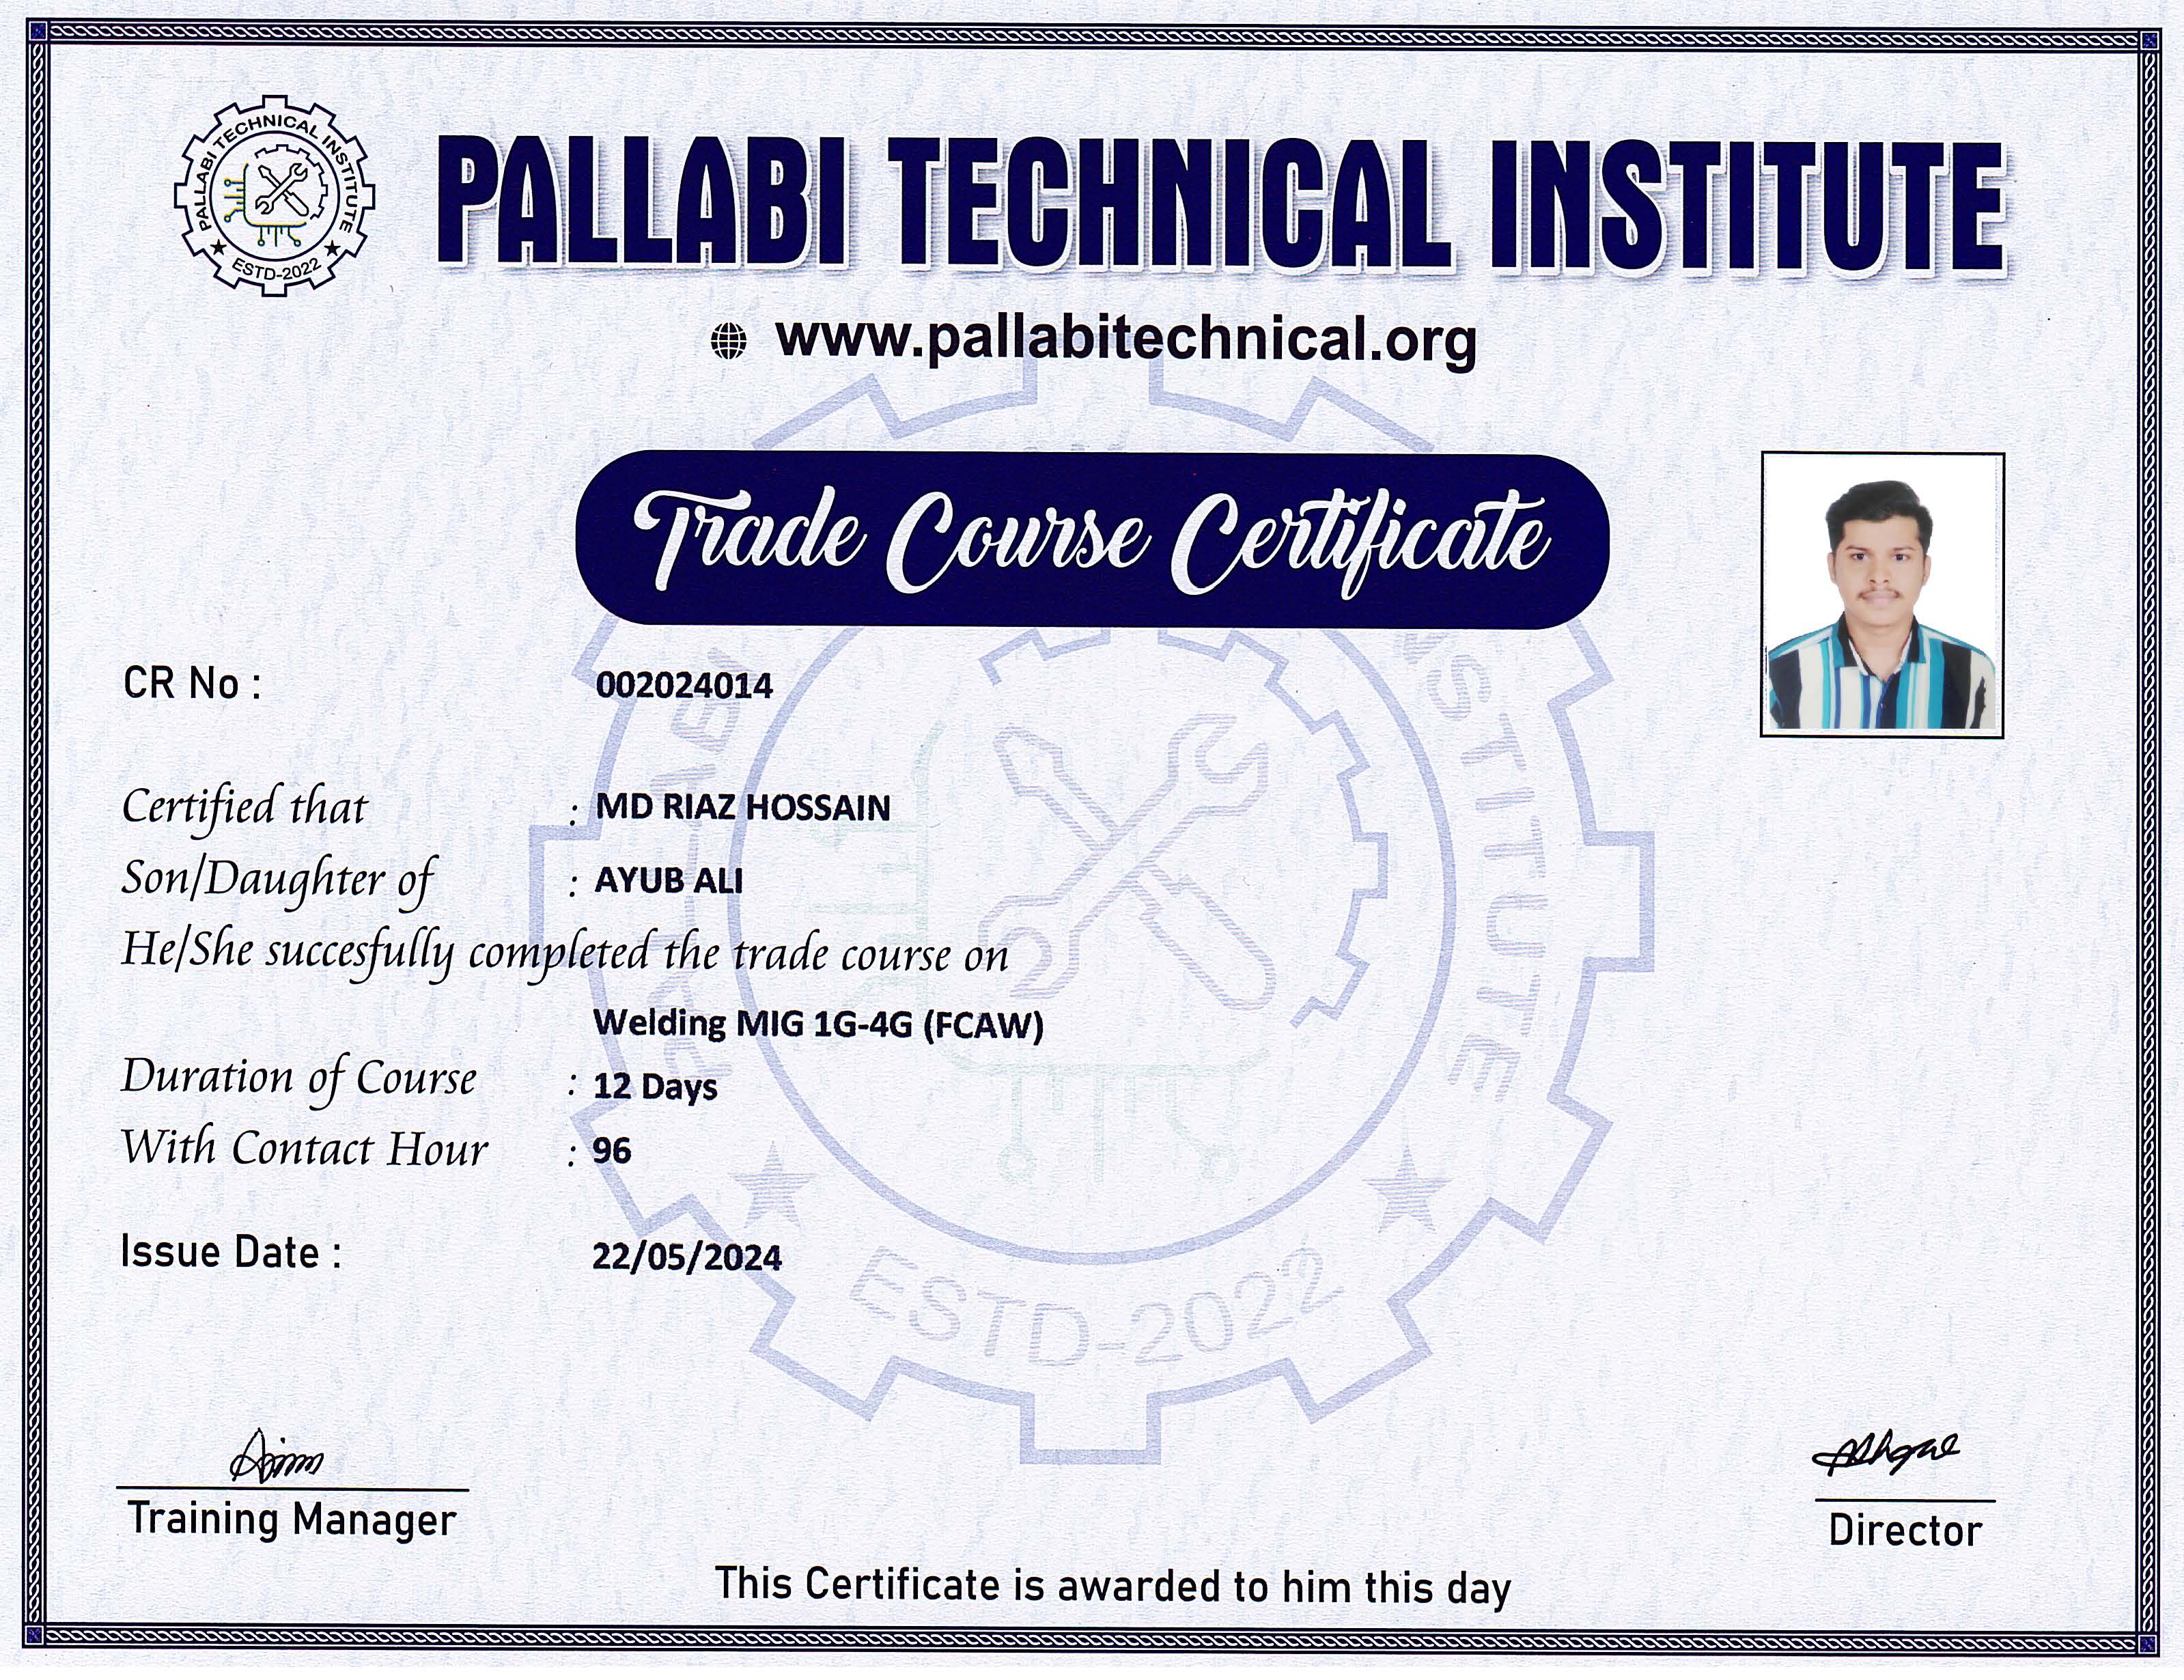 PALLABI TECHNICAL INSTITUTE
ESTD-2022
PALLABI TECHNICAL INSTITUTE
www.pallabitechnical.org
Trade Course Certificate
CR No : 002024014
Certified that : MD RIAZ HOSSAIN
Son/Daughter of : AYUB ALI
He/She succesfully completed the trade course on
Welding MIG 1G-4G (FCAW)
Duration of Course : 12 Days
With Contact Hour : 96
Issue Date : 22/05/2024
ESTD-2022
Training Manager
Director
This Certificate is awarded to him this day